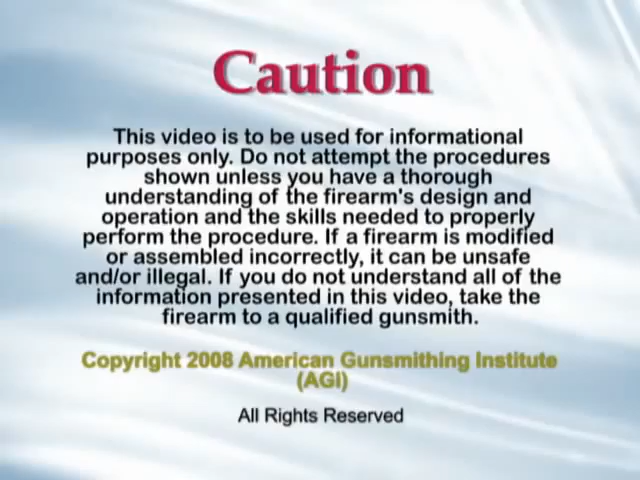 Caution
This video is to be used for informational
purposes only. Do not attempt the procedures
shown unless you have a thorough
understanding of the firearm's design and
operation and the skills needed to properly
perform the procedure. If a firearm is modified
or assembled incorrectly, it can be unsafe
and/or illegal. If you do not understand all of the
information presented in this video, take the
firearm to a qualified gunsmith.
Copyright 2008 American Gunsmithing Institute
(AGI)
All Rights Reserved